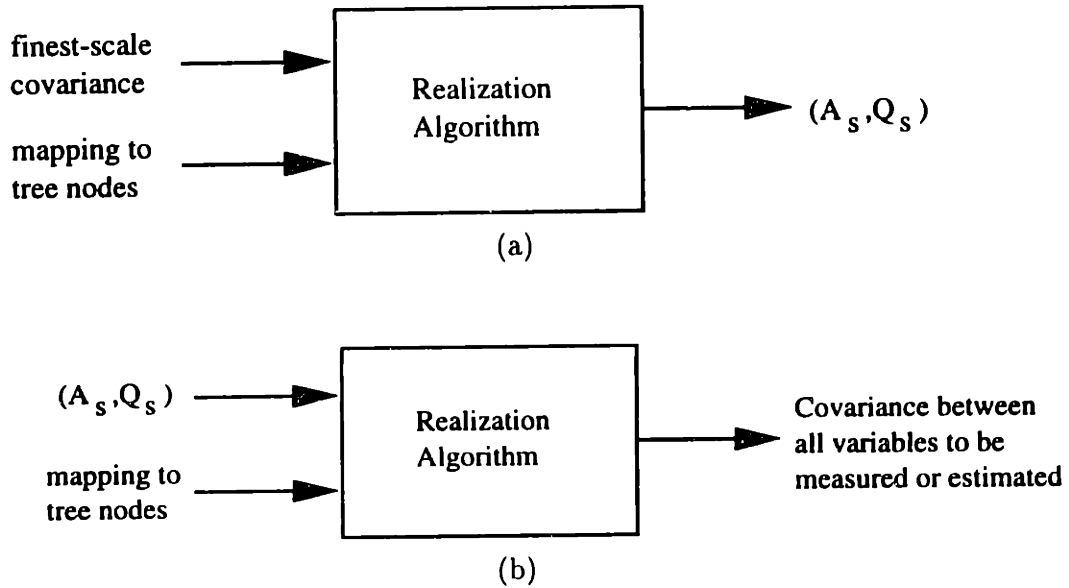 finest-scale
covariance
mapping to
tree nodes
Realization
Algorithm
(A_s,Q_s)
(a)
(A_s,Q_s)
mapping to
tree nodes
Realization
Algorithm
Covariance between
all variables to be
measured or estimated
(b)